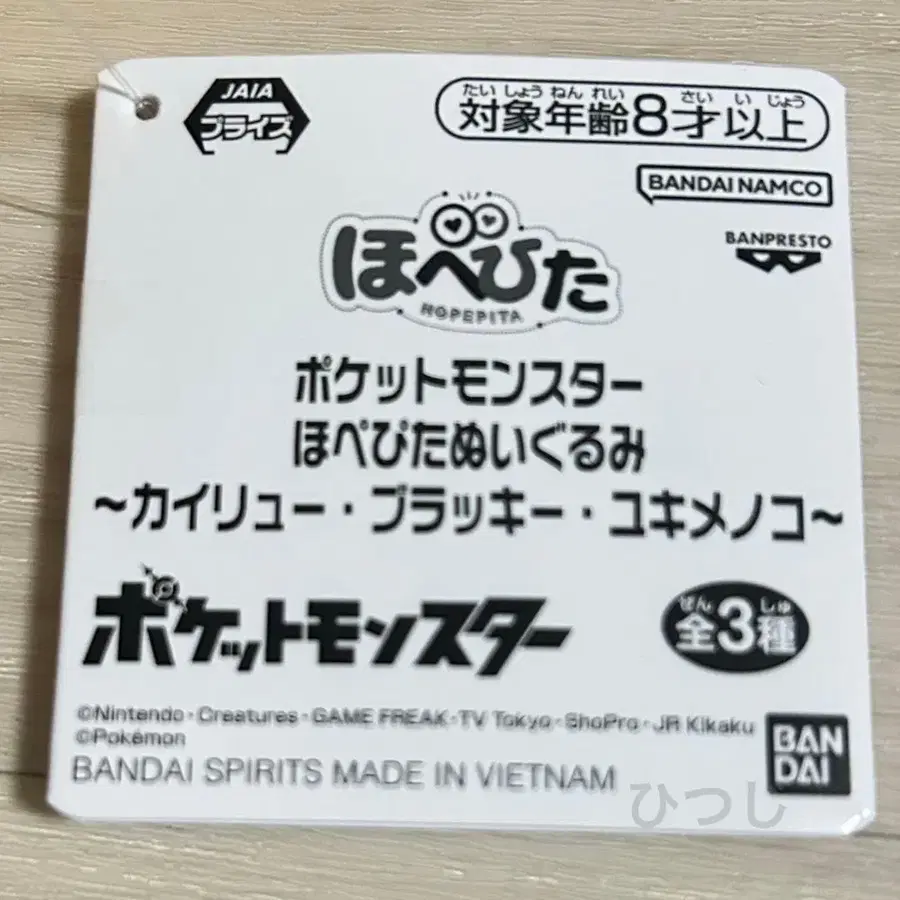 JAIA
プライズ
たいしょうねんれい さいいじょう
対象年齢8才以上
BANDAI NAMCO
BANPRESTO
ほぺぴた
HOPEPITA
ポケットモンスター
ほぺぴたぬいぐるみ
~カイリュー・ブラッキー・ユキメノコ~
ポケットモンスター
ぜん しゅ
全3種
©Nintendo・Creatures・GAME FREAK・TV Tokyo・ShoPro・JR Kikaku
©Pokémon
BANDAI SPIRITS MADE IN VIETNAM
BAN
DAI
ひつじ